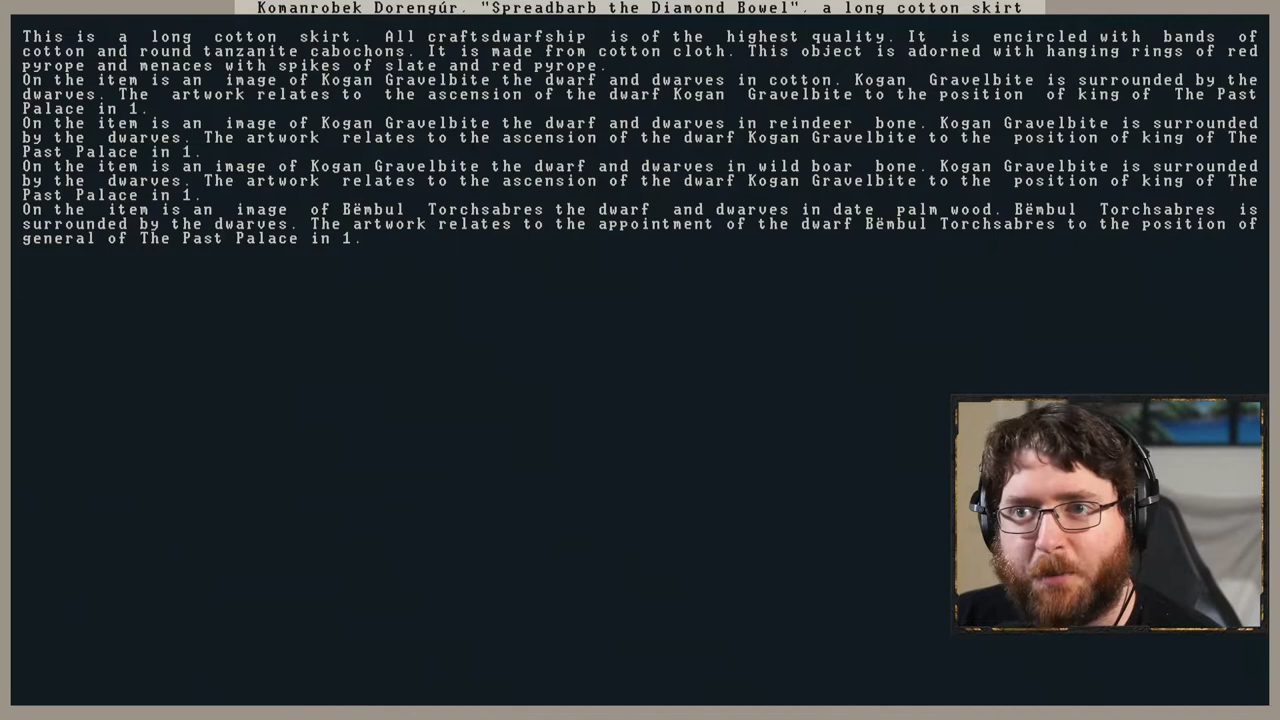 Komanrobek Dorengúr, "Spreadbarb the Diamond Bowel", a long cotton skirt
This is a long cotton skirt. All craftsdwarfship is of the highest quality. It is encircled with bands of
cotton and round tanzanite cabochons. It is made from cotton cloth. This object is adorned with hanging rings of red
pyrope and menaces with spikes of slate and red pyrope.
On the item is an image of Kogan Gravelbite the dwarf and dwarves in cotton. Kogan Gravelbite is surrounded by the
dwarves. The artwork relates to the ascension of the dwarf Kogan Gravelbite to the position of king of The Past
Palace in 1.
On the item is an image of Kogan Gravelbite the dwarf and dwarves in reindeer bone. Kogan Gravelbite is surrounded
by the dwarves. The artwork relates to the ascension of the dwarf Kogan Gravelbite to the position of king of The
Past Palace in 1.
On the item is an image of Kogan Gravelbite the dwarf and dwarves in wild boar bone. Kogan Gravelbite is surrounded
by the dwarves. The artwork relates to the ascension of the dwarf Kogan Gravelbite to the position of king of The
Past Palace in 1.
On the item is an image of Bëmbul Torchsabres the dwarf and dwarves in date palm wood. Bëmbul Torchsabres is
surrounded by the dwarves. The artwork relates to the appointment of the dwarf Bëmbul Torchsabres to the position of
general of The Past Palace in 1.